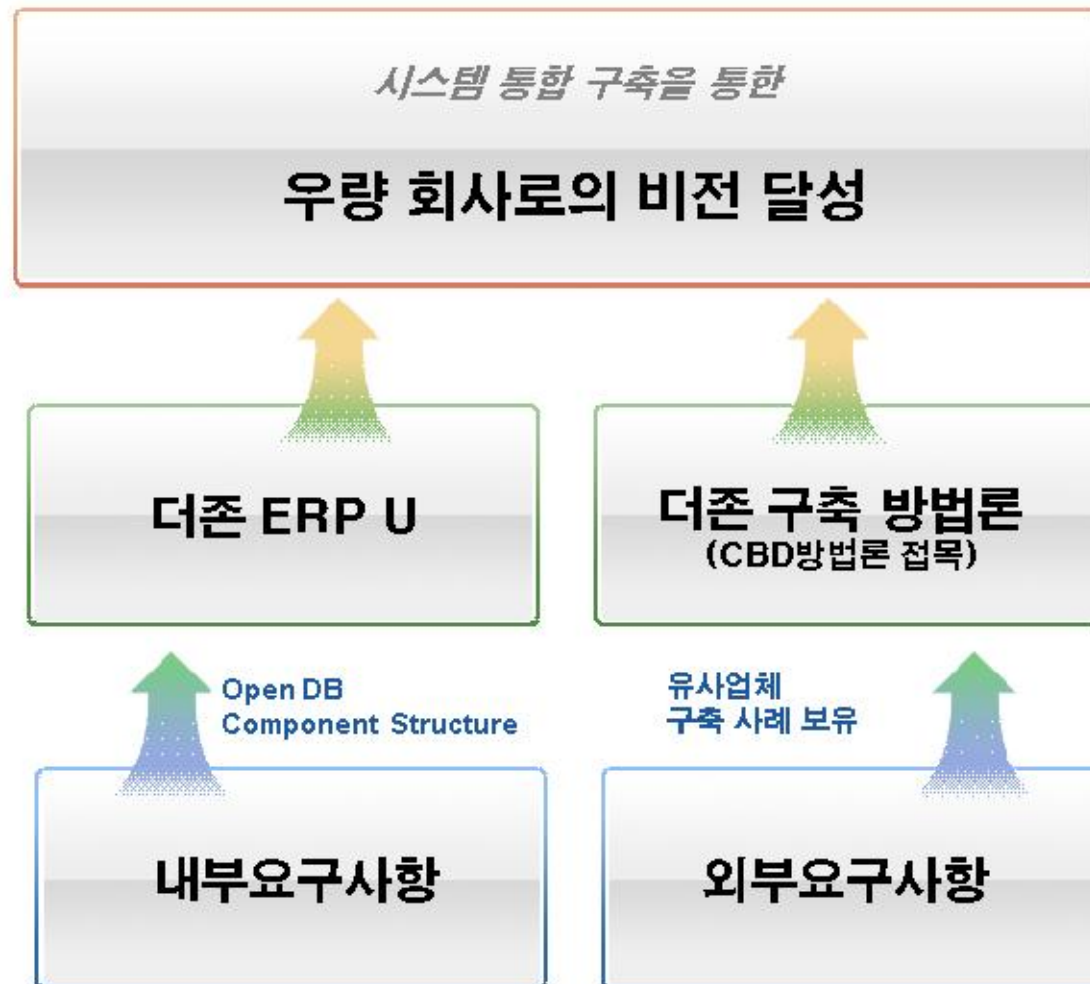 시스템 통합 구축을 통한
우량 회사로의 비전 달성
더존 ERP U
더존 구축 방법론
(CBD방법론 접목)
Open DB
Component Structure
유사업체
구축 사례 보유
내부요구사항
외부요구사항